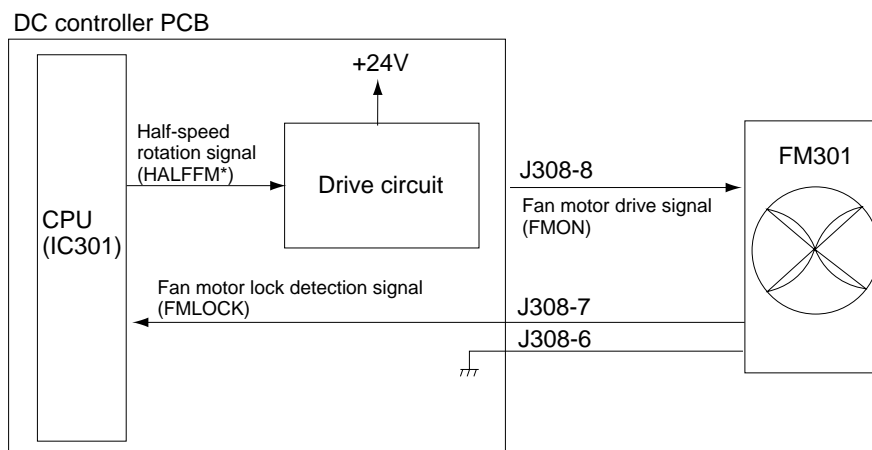 DC controller PCB
+24V
Half-speed
rotation signal
(HALFFM*)
Drive circuit
CPU
(IC301)
J308-8
Fan motor drive signal
(FMON)
FM301
Fan motor lock detection signal
(FMLOCK)
J308-7
J308-6